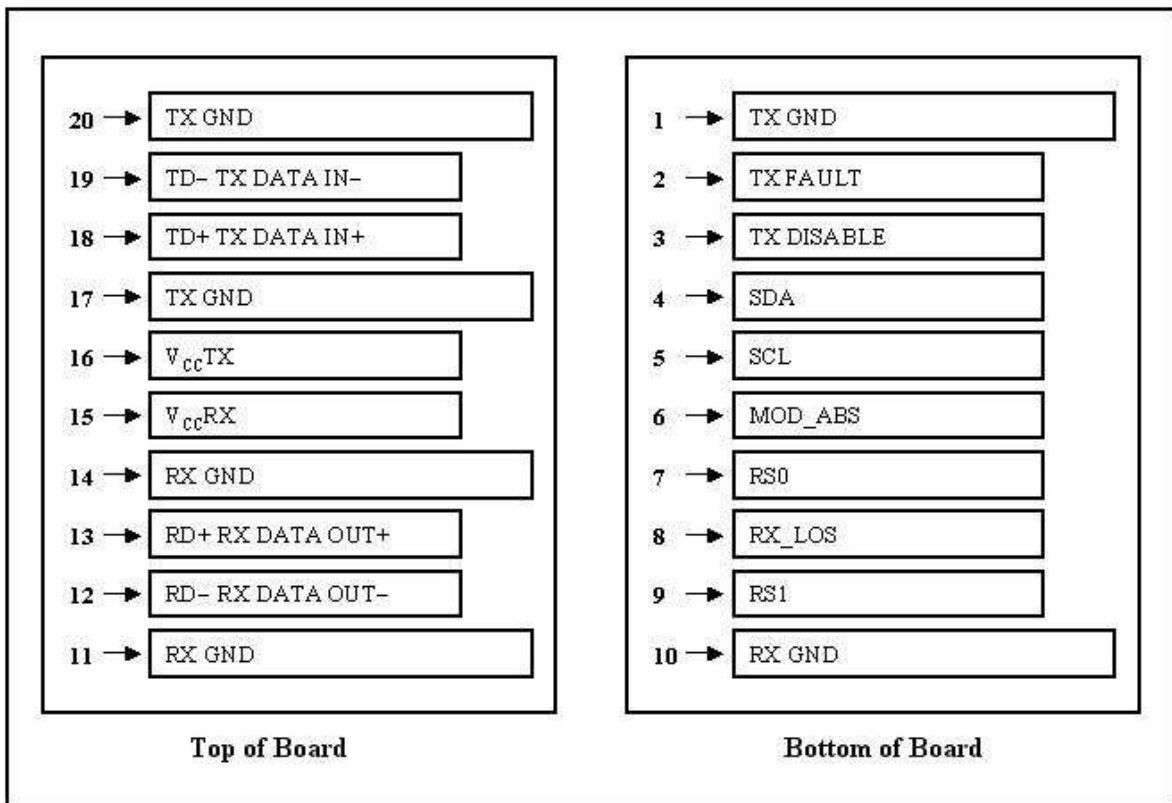 20 TX GND
19 TD− TX DATA IN−
18 TD+ TX DATA IN+
17 TX GND
16 VCCTX
15 VCCRX
14 RX GND
13 RD+ RX DATA OUT+
12 RD− RX DATA OUT−
11 RX GND
Top of Board
1 TX GND
2 TX FAULT
3 TX DISABLE
4 SDA
5 SCL
6 MOD_ABS
7 RS0
8 RX_LOS
9 RS1
10 RX GND
Bottom of Board